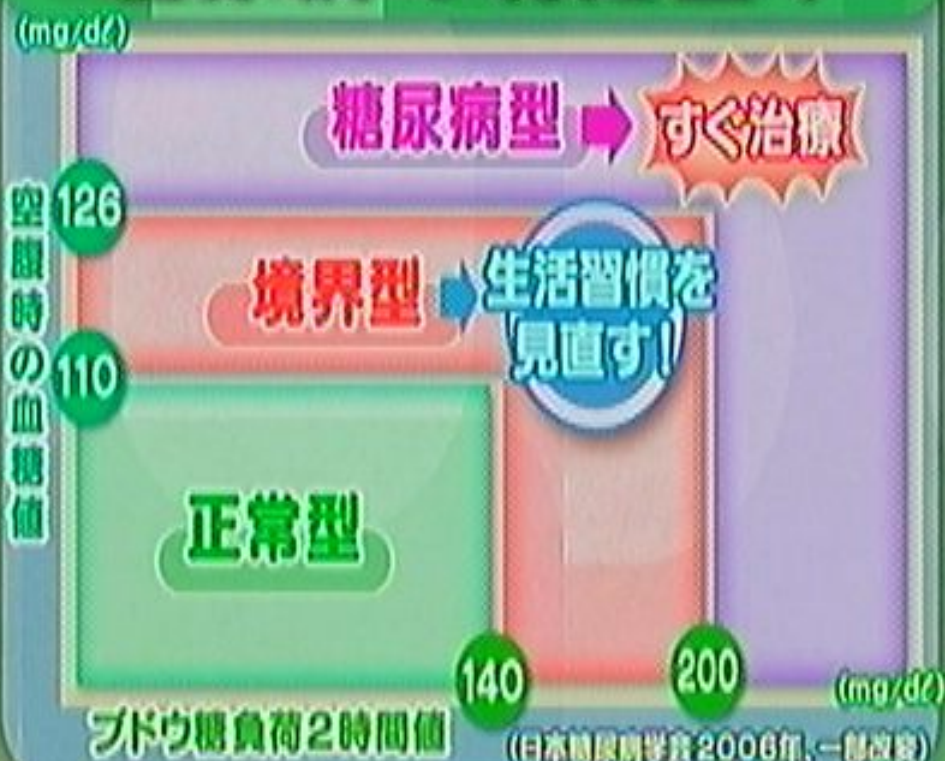 (mg/dℓ)
糖尿病型
すぐ治療
126
空腹時の血糖値
境界型
生活習慣を
見直す!
110
正常型
140
200
(mg/dℓ)
ブドウ糖負荷2時間値
(日本糖尿病学会2006年、一部改変)